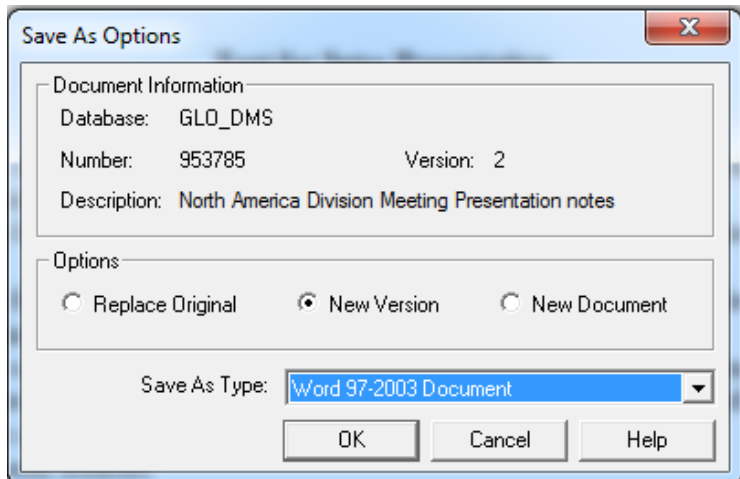 Save As Options
Document Information
Database: GLO_DMS
Number: 953785 Version: 2
Description: North America Division Meeting Presentation notes
Options
Replace Original New Version New Document
Save As Type: Word 97-2003 Document
OK Cancel Help